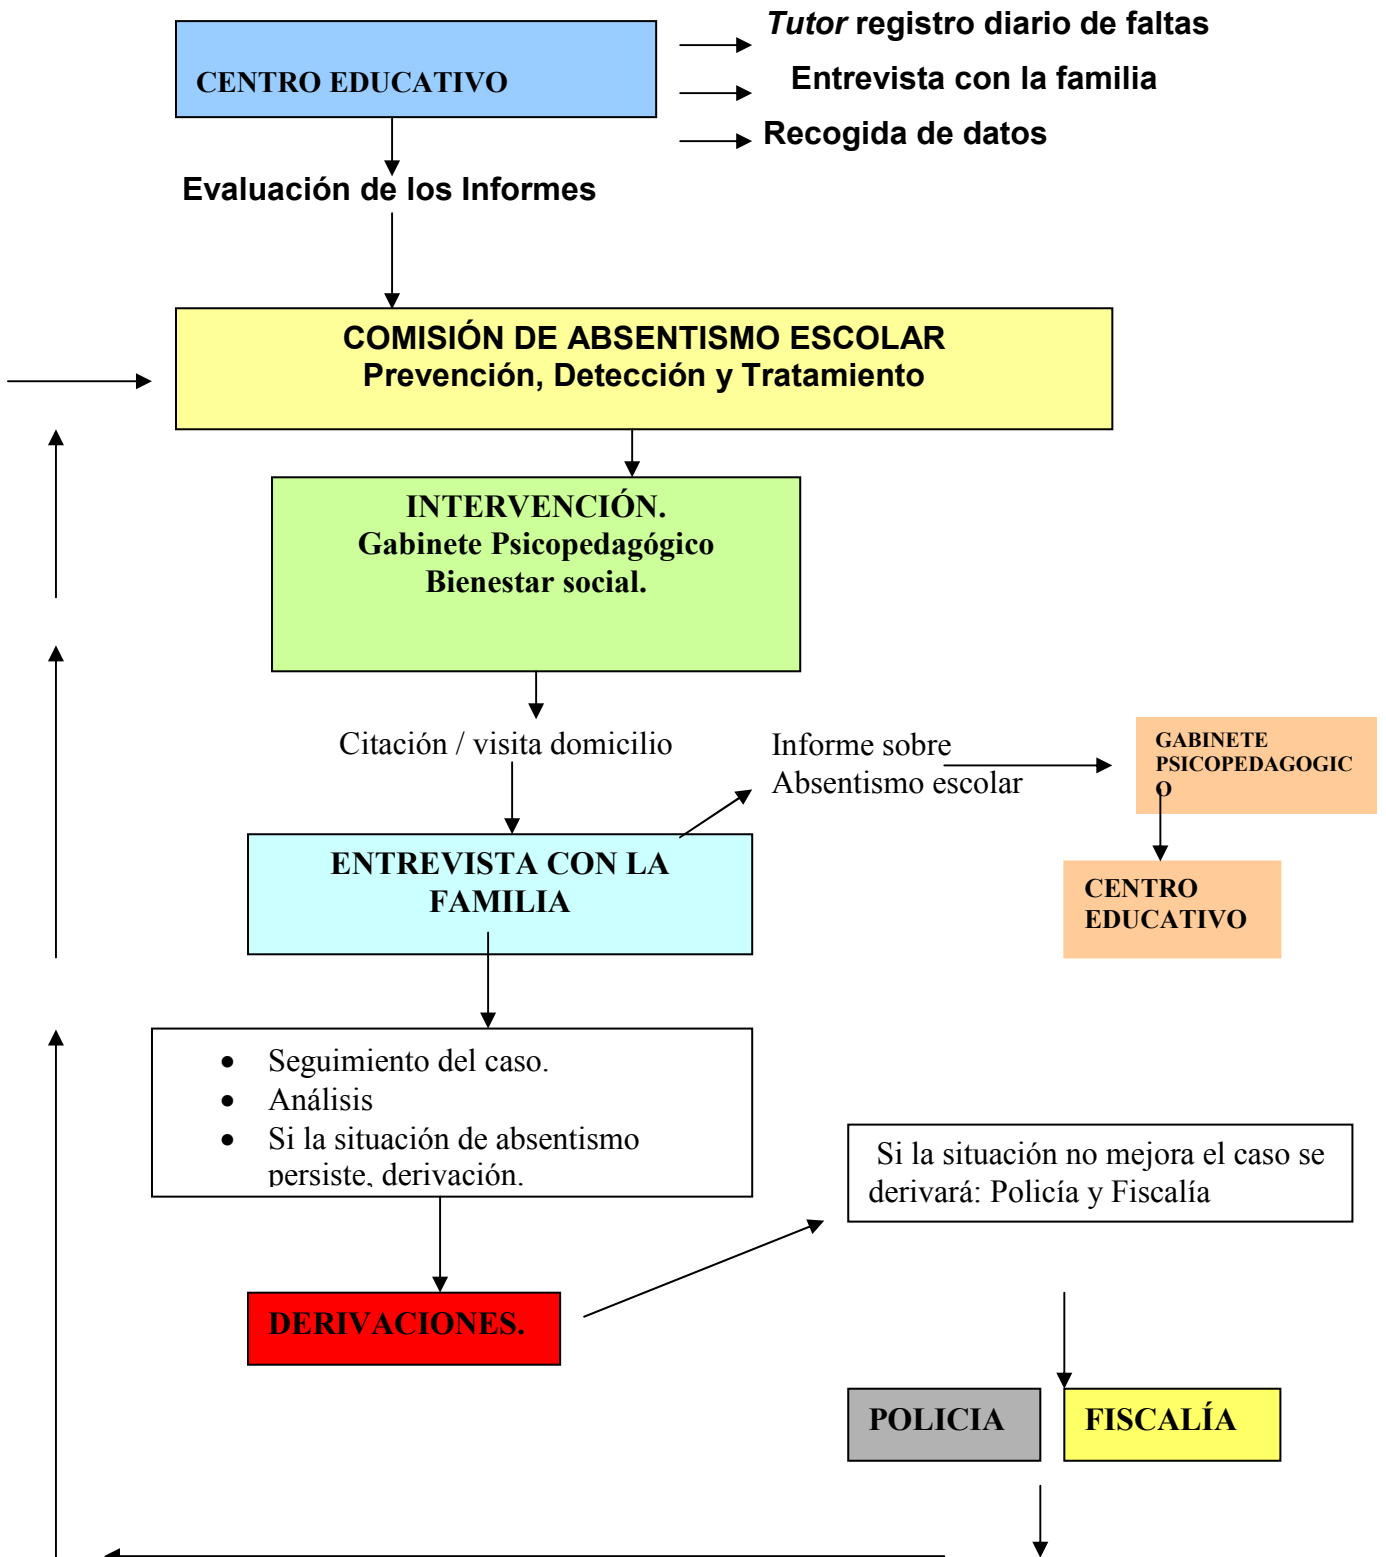 Tutor registro diario de faltas
CENTRO EDUCATIVO
Entrevista con la familia
Recogida de datos
Evaluación de los Informes
COMISIÓN DE ABSENTISMO ESCOLAR
Prevención, Detección y Tratamiento
INTERVENCIÓN.
Gabinete Psicopedagógico
Bienestar social.
Citación / visita domicilio
Informe sobre
Absentismo escolar
GABINETE
PSICOPEDAGOGIC
O
ENTREVISTA CON LA
FAMILIA
CENTRO
EDUCATIVO
• Seguimiento del caso.
• Análisis
• Si la situación de absentismo
persiste, derivación.
Si la situación no mejora el caso se
derivará: Policía y Fiscalía
DERIVACIONES.
POLICIA
FISCALÍA